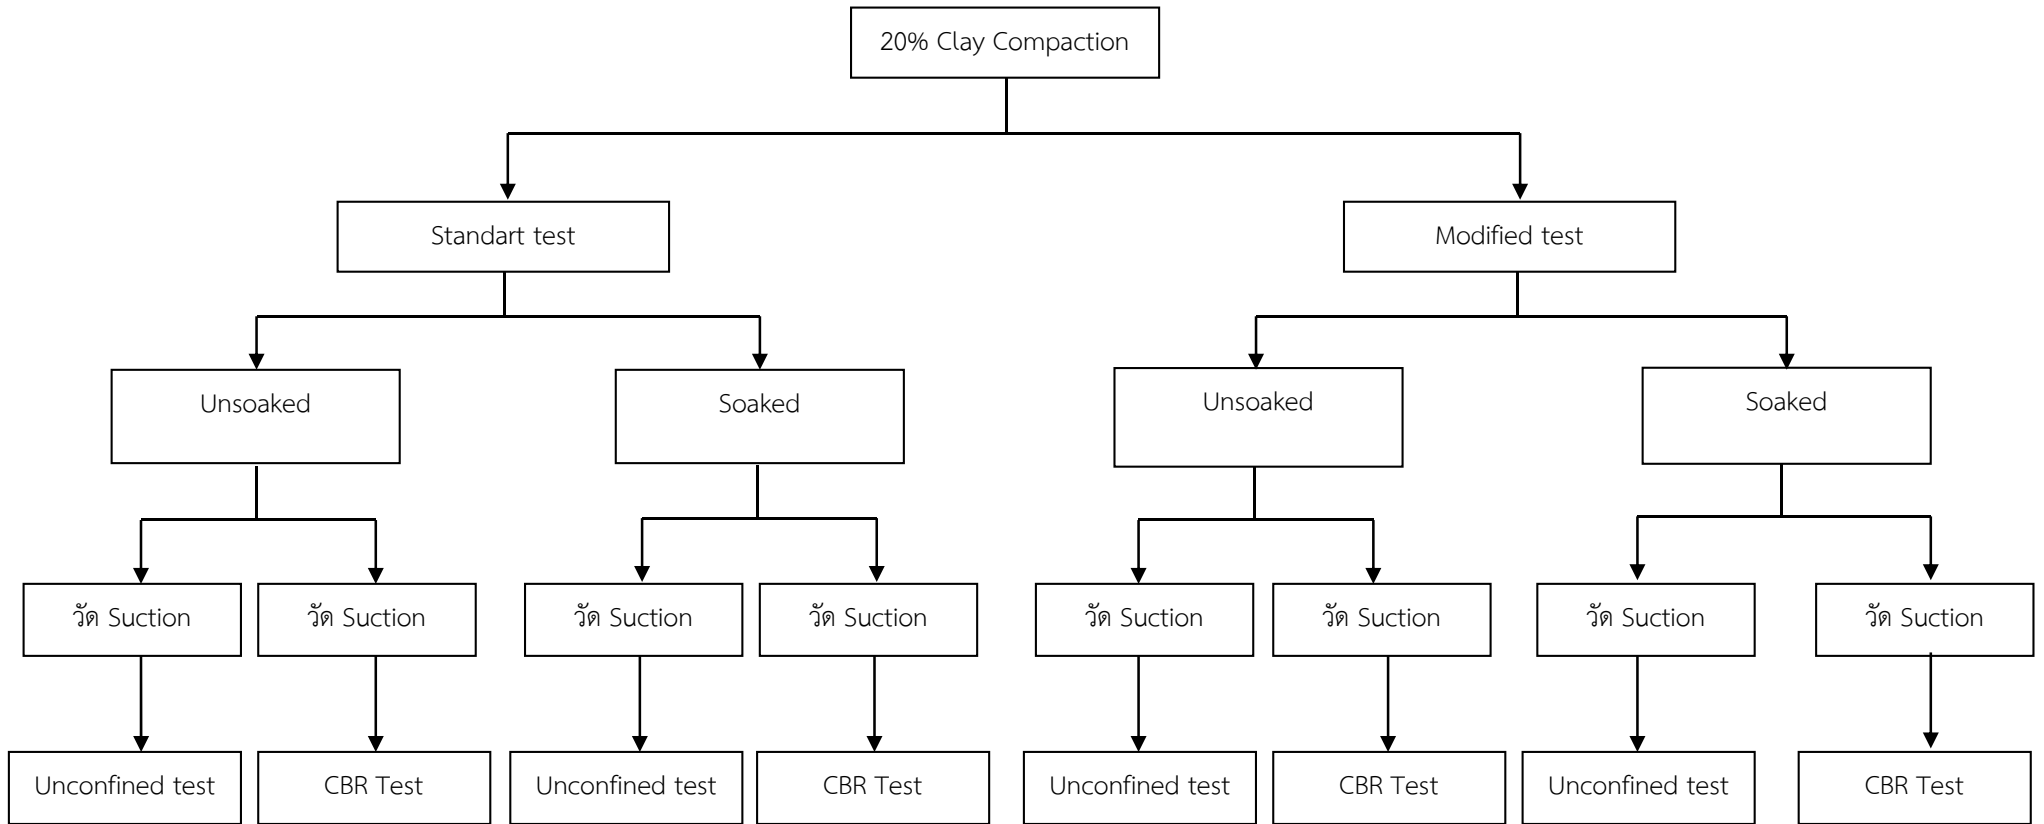 20% Clay Compaction
Standart test
Modified test
Unsoaked
Soaked
Unsoaked
Soaked
วัด Suction
วัด Suction
วัด Suction
วัด Suction
วัด Suction
วัด Suction
วัด Suction
วัด Suction
Unconfined test
CBR Test
Unconfined test
CBR Test
Unconfined test
CBR Test
Unconfined test
CBR Test